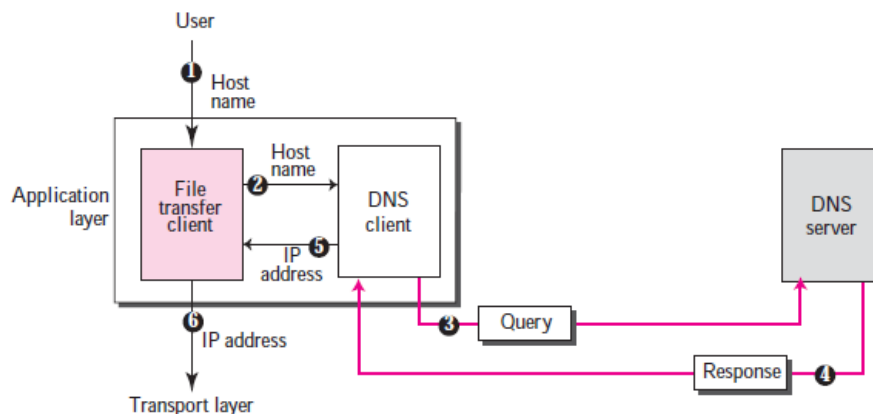 User
1
Host
name
Application
layer
File
transfer
client
2
Host
name
DNS
client
5
IP
address
DNS
server
3
Query
Response
4
6
IP address
Transport layer